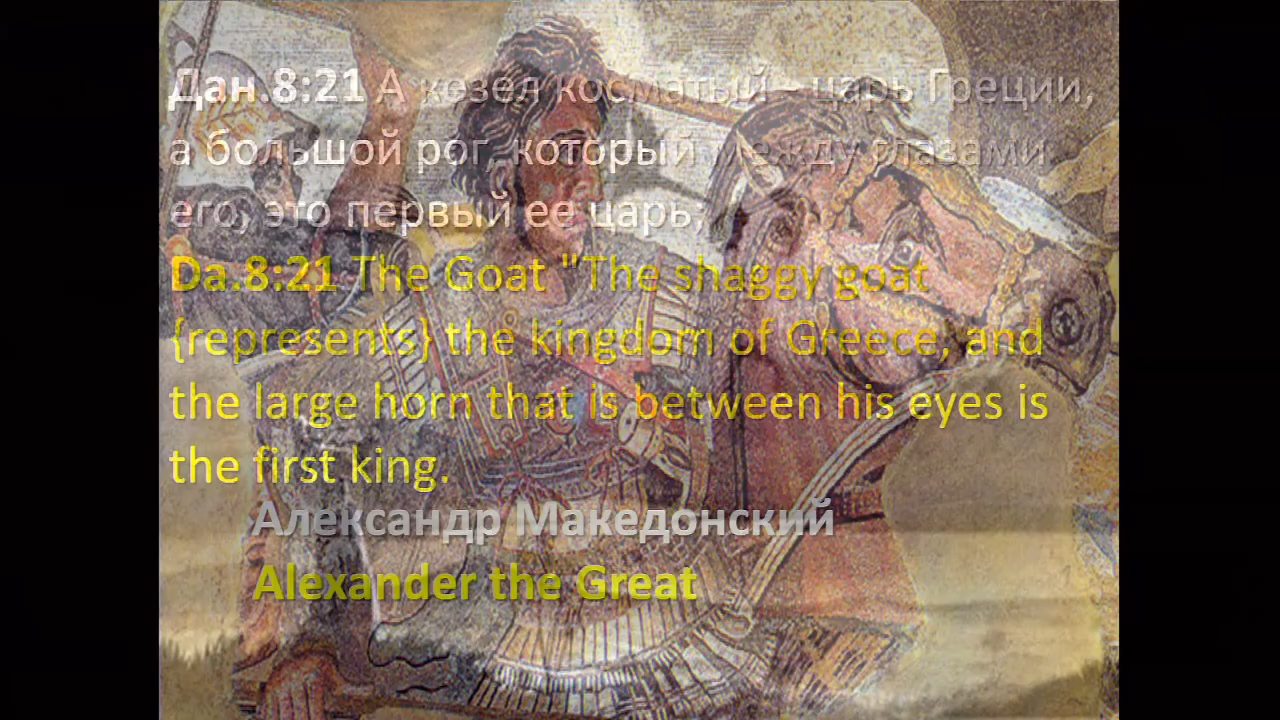 Дан.8:21 А козел косматый - царь Греции,
а большой рог, который между глазами
его, это первый ее царь;
Da.8:21 The Goat "The shaggy goat
{represents} the kingdom of Greece, and
the large horn that is between his eyes is
the first king.
Александр Македонский
Alexander the Great